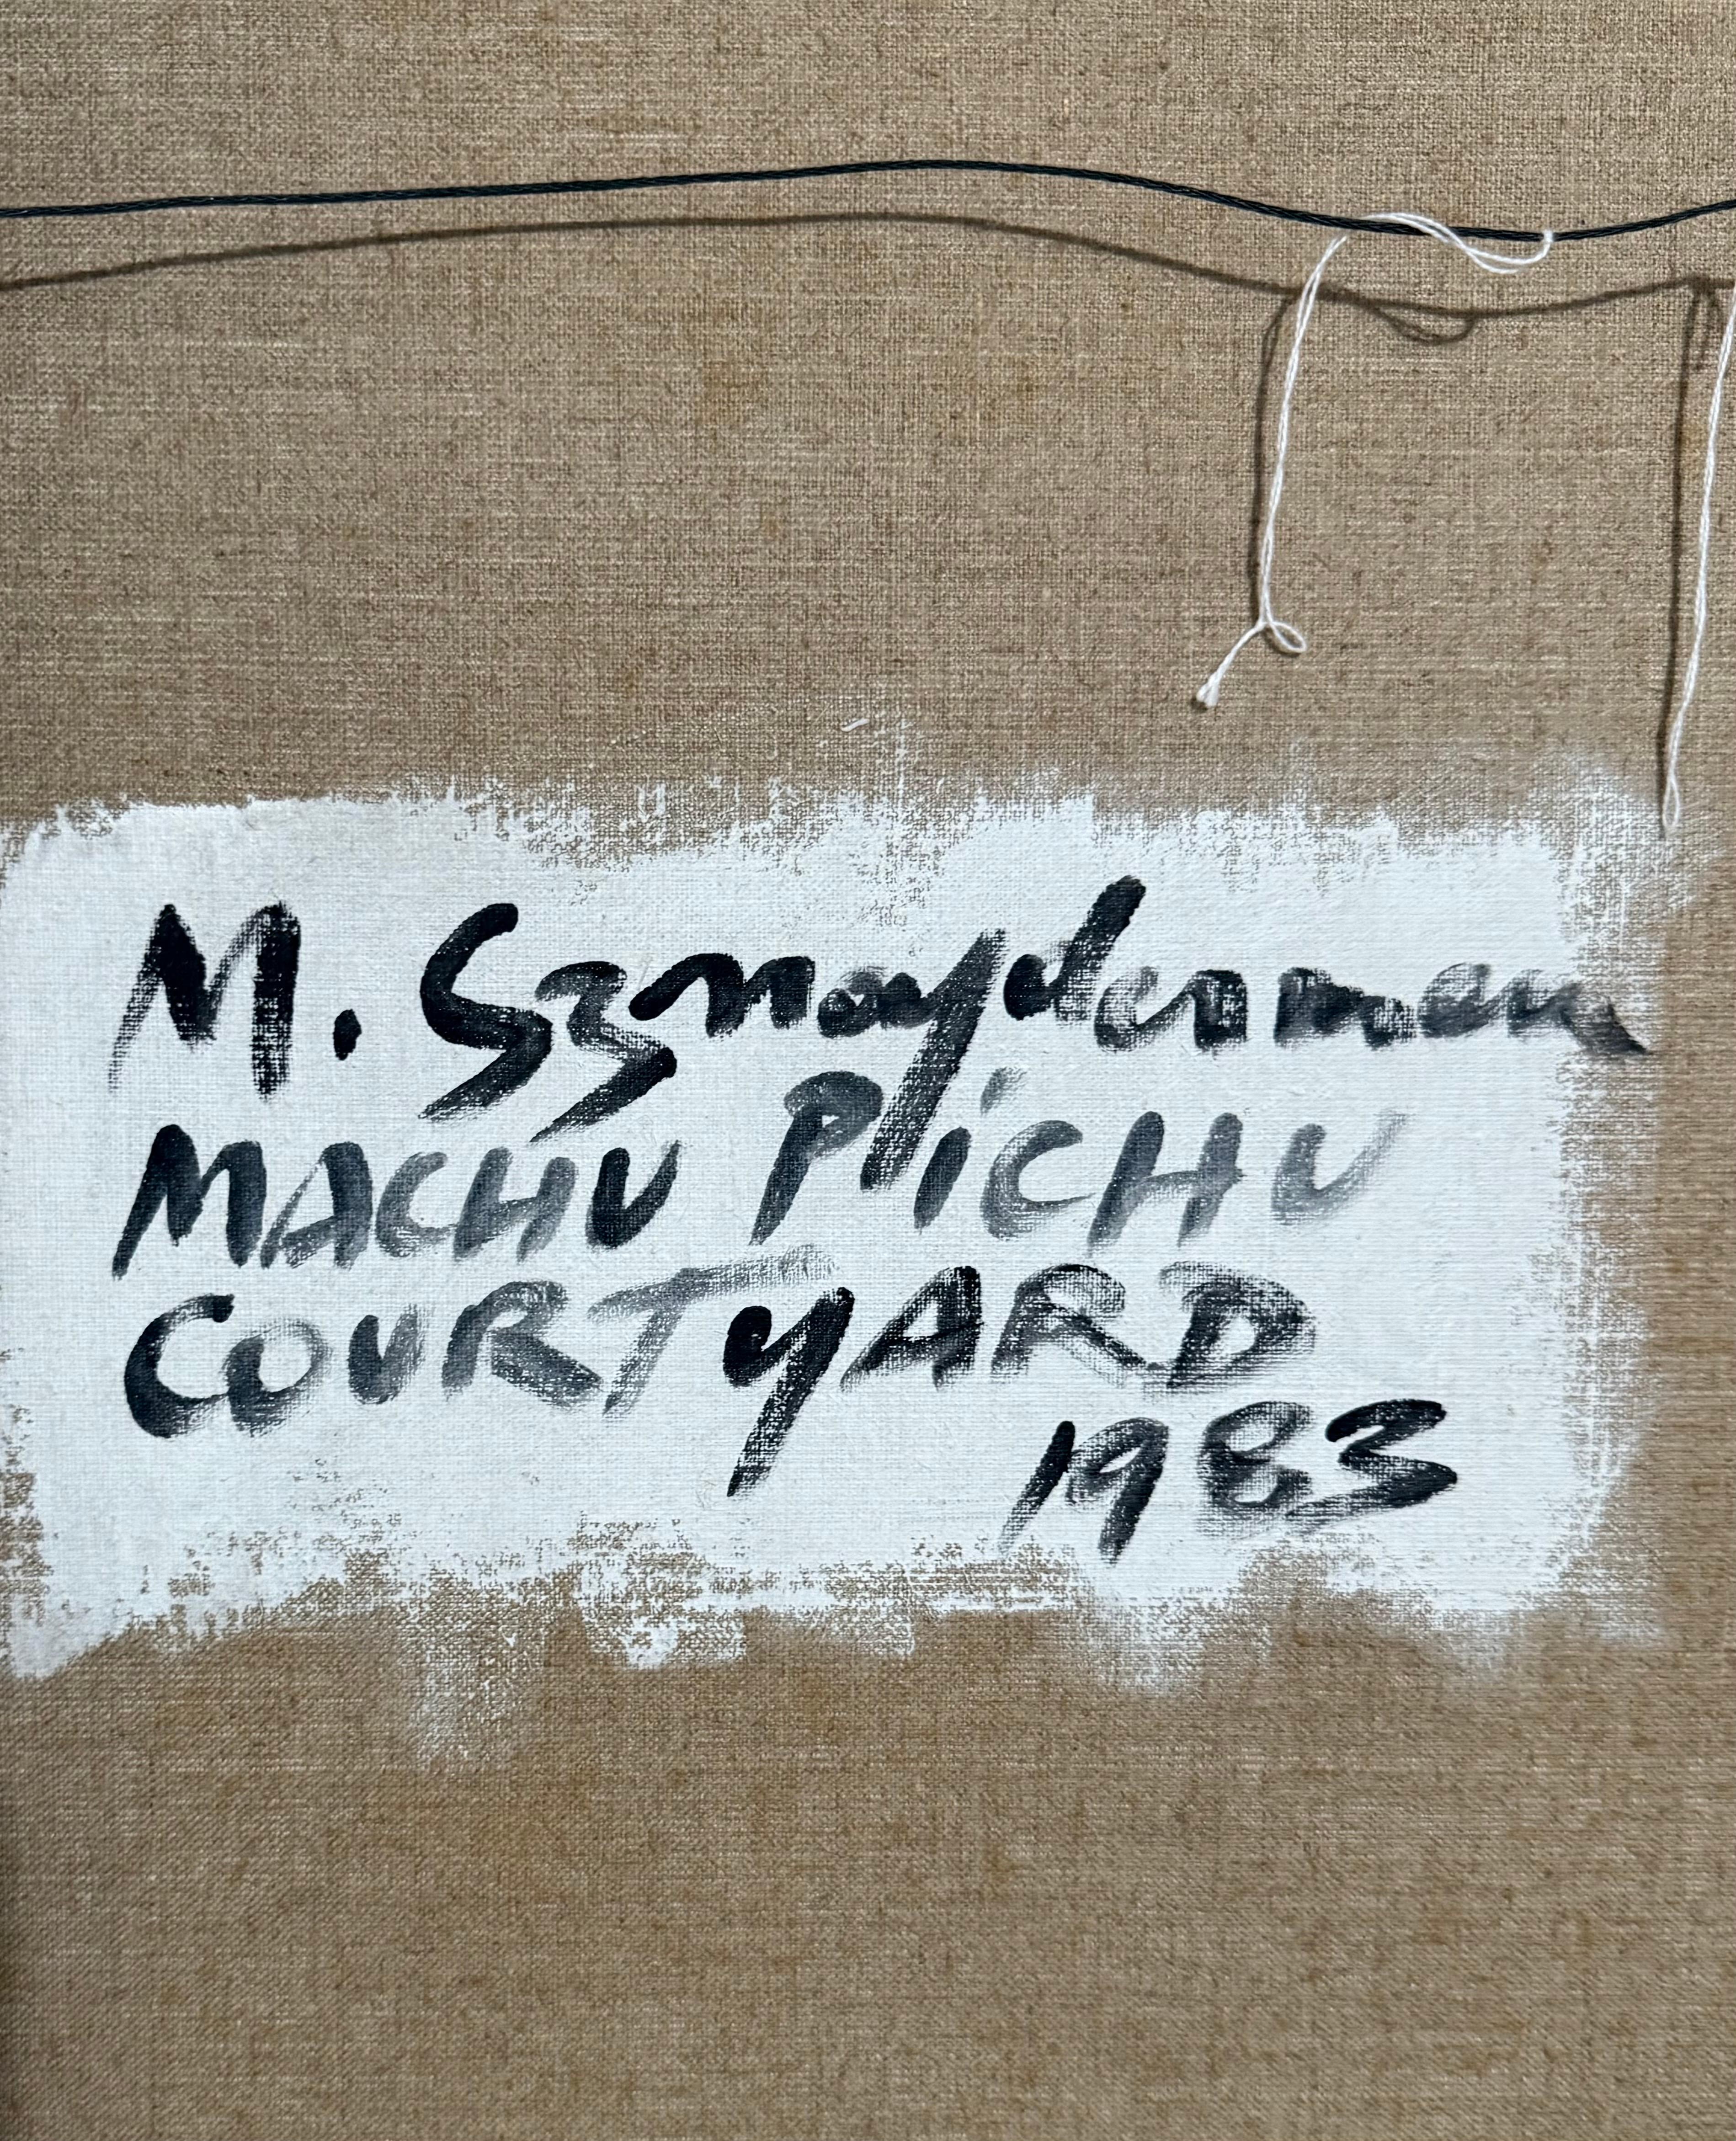 M. Sznajderman
MACHU PICHU
COURTYARD
1983